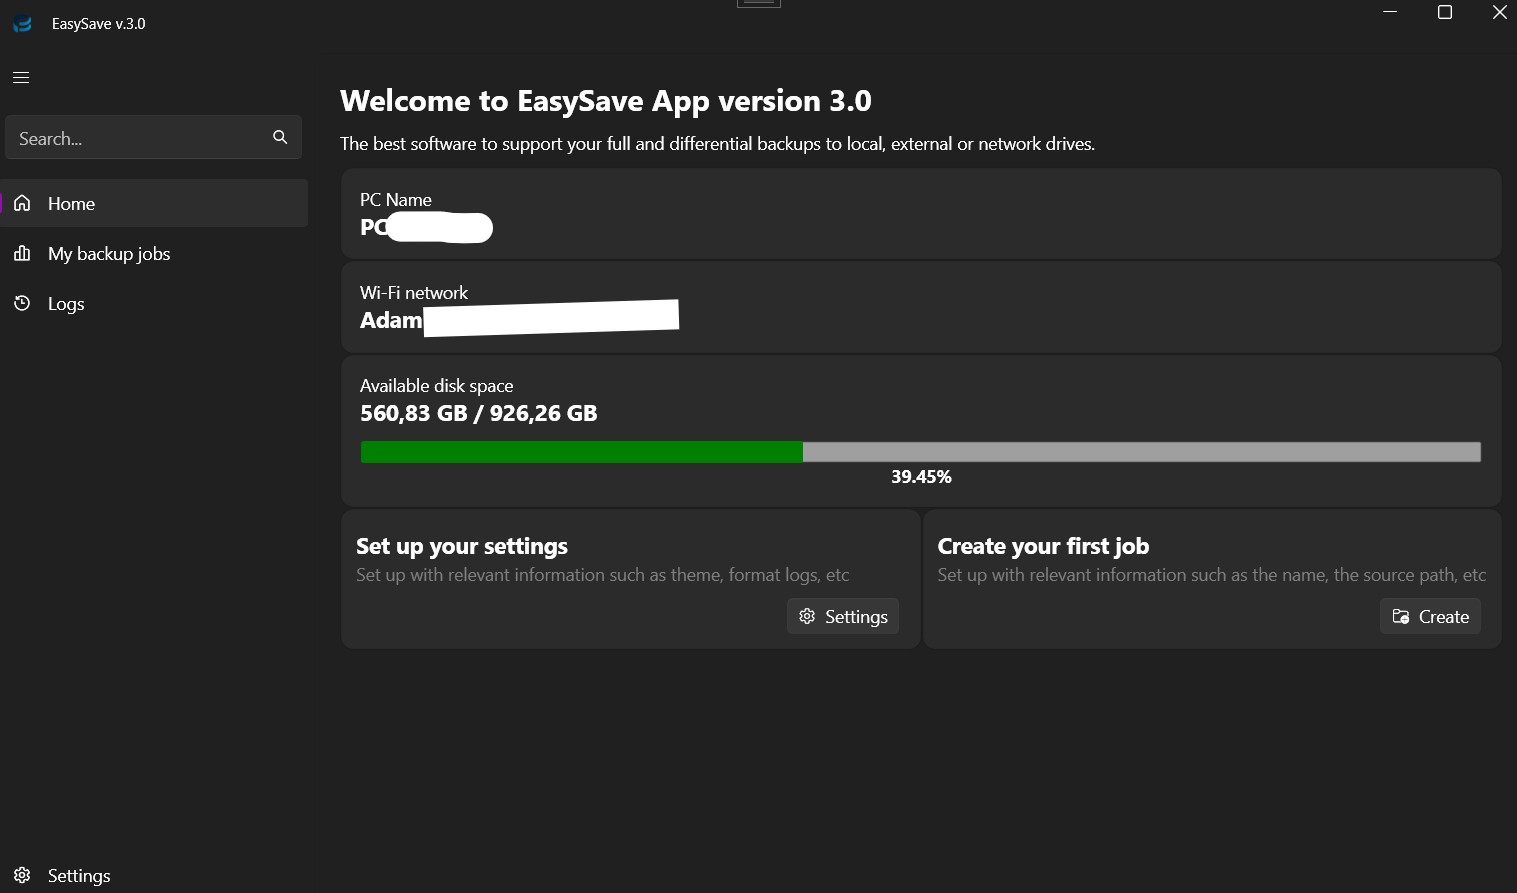 EasySave v.3.0
Search...
Home
My backup jobs
Logs
Settings
Welcome to EasySave App version 3.0
The best software to support your full and differential backups to local, external or network drives.
PC Name
PC
Wi-Fi network
Adam
Available disk space
560,83 GB / 926,26 GB
39.45%
Set up your settings
Set up with relevant information such as theme, format logs, etc
Settings
Create your first job
Set up with relevant information such as the name, the source path, etc
Create